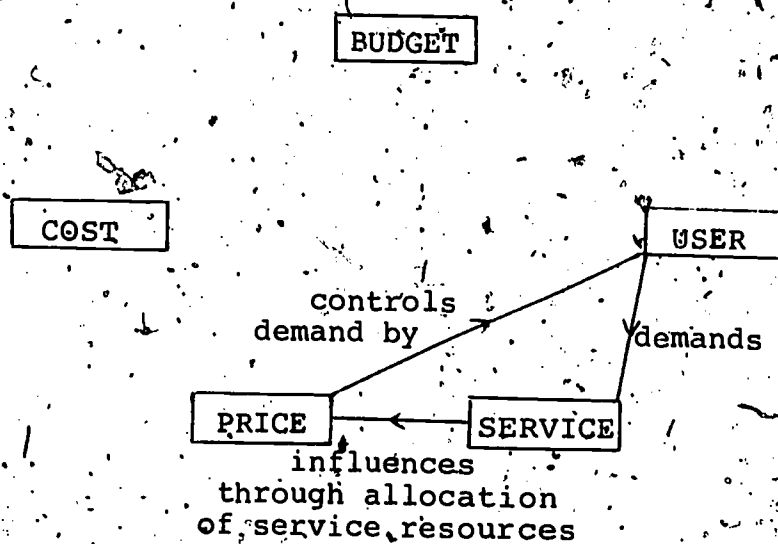 BUDGET
COST
USER
controls
demand by
demands
PRICE
SERVICE
influences
through allocation
of service resources